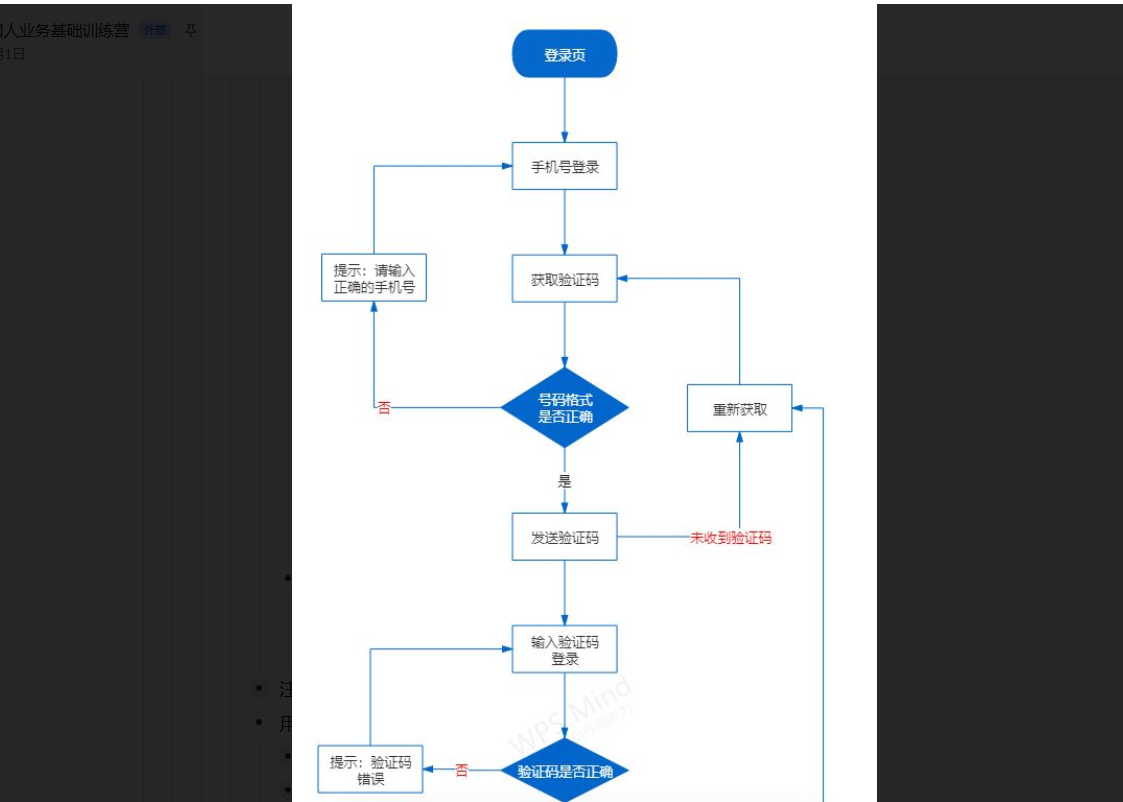 人业务基础训练营 外部
月1日
登录页
手机号登录
提示：请输入
正确的手机号
获取验证码
号码格式
是否正确
否
重新获取
是
发送验证码
未收到验证码
输入验证码
登录
注
用
WPS Mind
提示：验证码
错误
否
验证码是否正确